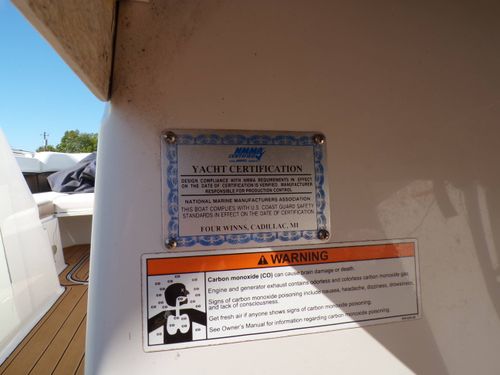 NMMA
CERTIFIED
YACHT CERTIFICATION
DESIGN COMPLIANCE WITH NMMA REQUIREMENTS IN EFFECT
ON THE DATE OF CERTIFICATION IS VERIFIED. MANUFACTURER
RESPONSIBLE FOR PRODUCTION CONTROL.
NATIONAL MARINE MANUFACTURERS ASSOCIATION
THIS BOAT COMPLIES WITH U.S. COAST GUARD SAFETY
STANDARDS IN EFFECT ON THE DATE OF CERTIFICATION
FOUR WINNS, CADILLAC, MI
WARNING
Carbon monoxide (CO) can cause brain damage or death.
Engine and generator exhaust contains odorless and colorless carbon monoxide gas.
Signs of carbon monoxide poisoning include nausea, headache, dizziness, drowsiness,
and lack of consciousness.
Get fresh air if anyone shows signs of carbon monoxide poisoning.
See Owner's Manual for information regarding carbon monoxide poisoning.